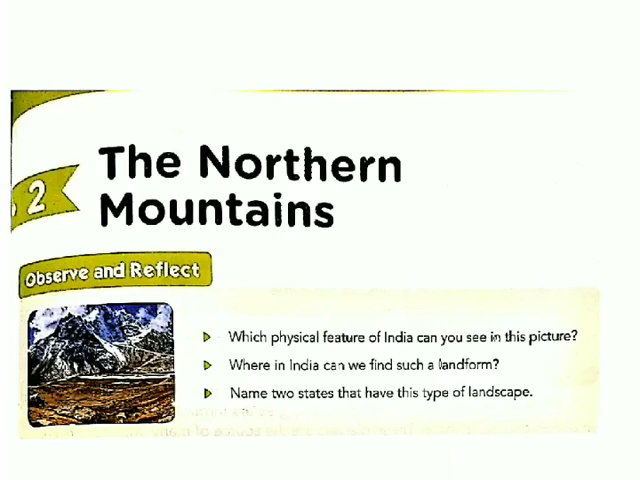 2
The Northern
Mountains
Observe and Reflect
Which physical feature of India can you see in this picture?
Where in India can we find such a landform?
Name two states that have this type of landscape.